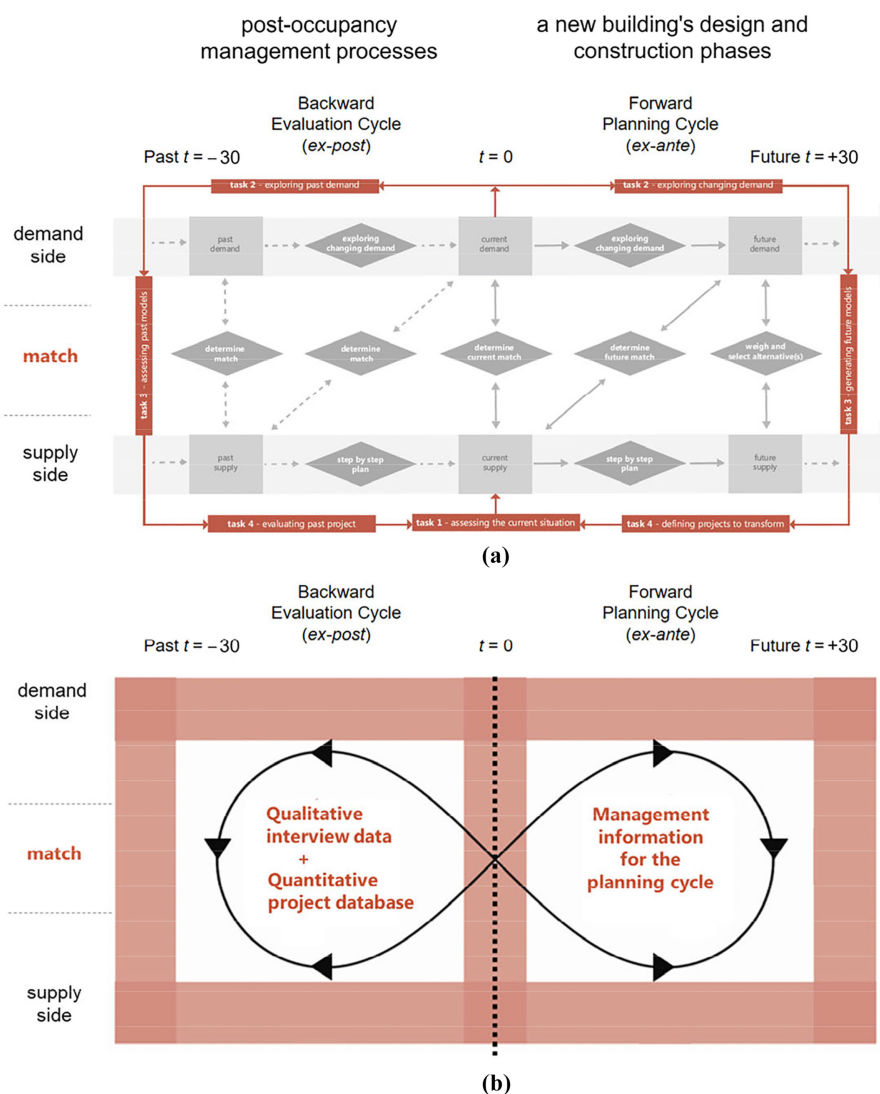 post-occupancy
management processes
a new building's design and
construction phases
Backward
Evaluation Cycle
(ex-post)
Forward
Planning Cycle
(ex-ante)
Past t = – 30
t = 0
Future t = +30
task 2 - exploring past demand
task 2 - exploring changing demand
demand
side
past
demand
exploring
changing demand
current
demand
exploring
changing demand
future
demand
task 3 - assessing past models
match
determine
match
determine
match
determine
current match
determine
future match
weigh and
select alternative(s)
task 3 - generating future models
supply
side
past
supply
step by step
plan
current
supply
step by step
plan
future
supply
task 4 - evaluating past project
task 1 - assessing the current situation
task 4 - defining projects to transform
(a)
Backward
Evaluation Cycle
(ex-post)
Forward
Planning Cycle
(ex-ante)
Past t = – 30
t = 0
Future t = +30
demand
side
match
supply
side
Qualitative
interview data
+
Quantitative
project database
Management
information
for the
planning cycle
(b)